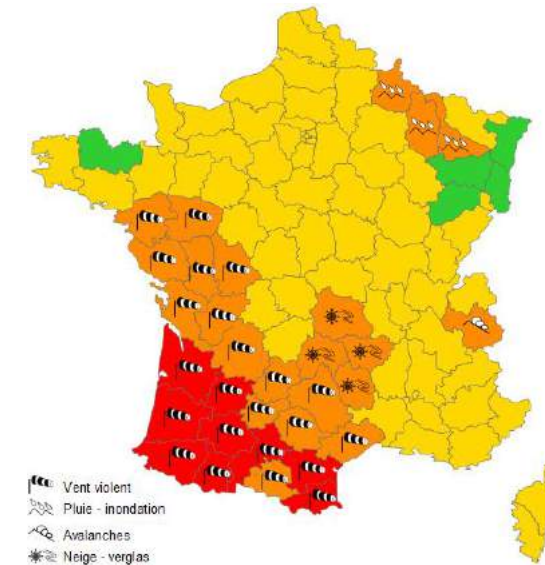 Vent violent
Pluie - inondation
Avalanches
Neige - verglas